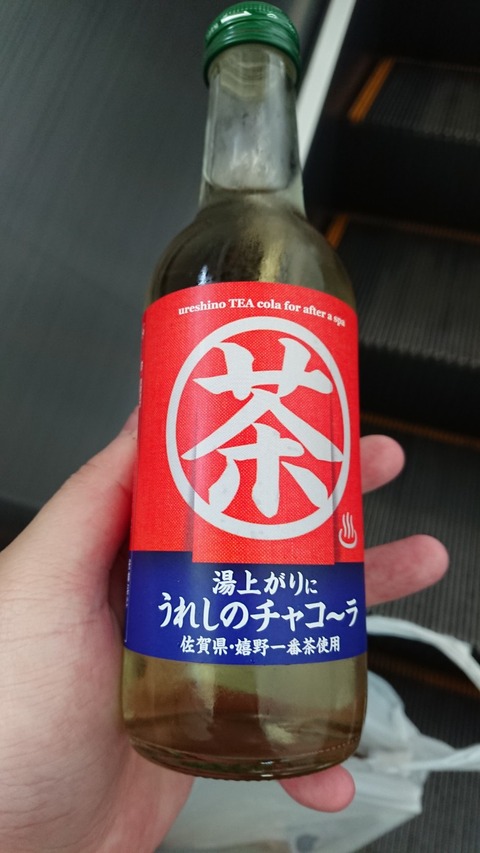 ureshino TEA cola for after a spa
茶
湯上がりに
うれしのチャコ〜ラ
佐賀県・嬉野一番茶使用